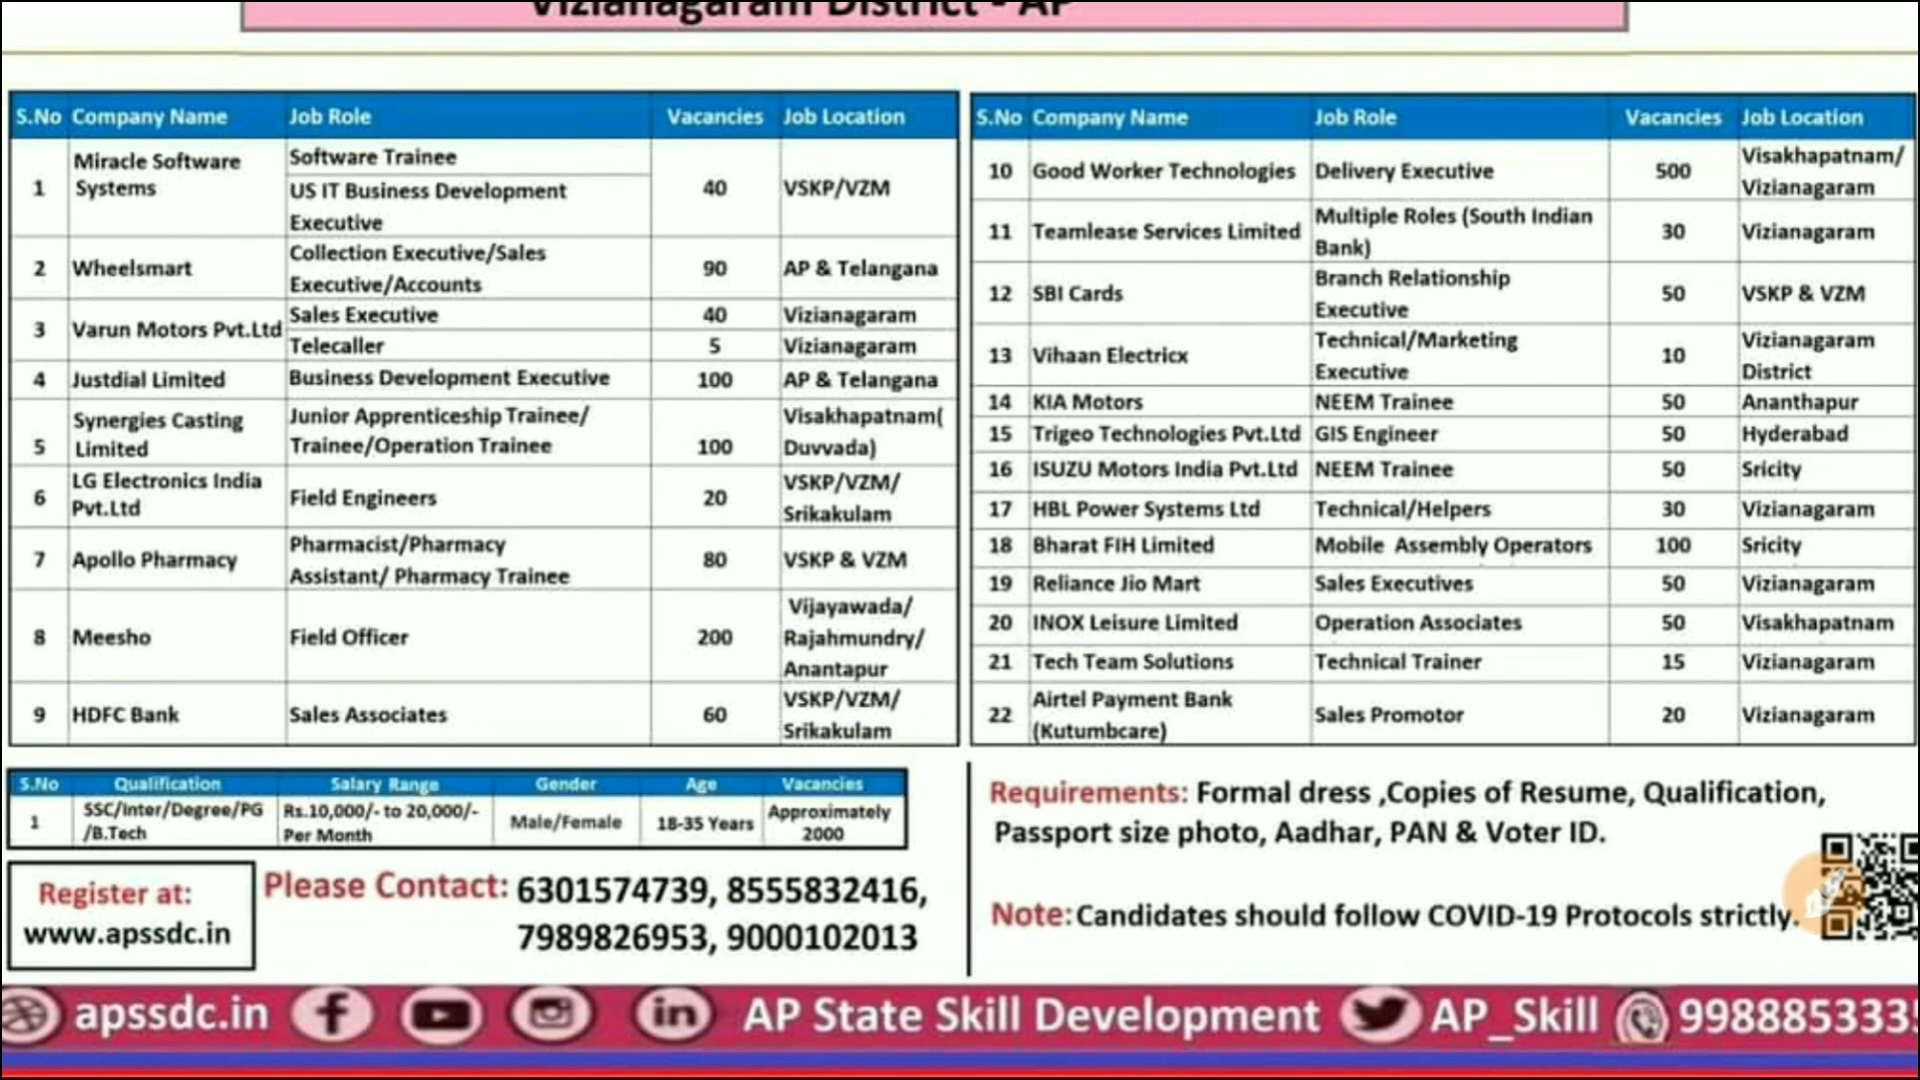 Vizianagaram District - AP
S.No Company Name Job Role Vacancies Job Location
1 Miracle Software Systems Software Trainee 40 VSKP/VZM
US IT Business Development Executive
2 Wheelsmart Collection Executive/Sales Executive/Accounts 90 AP & Telangana
3 Varun Motors Pvt.Ltd Sales Executive 40 Vizianagaram
Telecaller 5 Vizianagaram
4 Justdial Limited Business Development Executive 100 AP & Telangana
5 Synergies Casting Limited Junior Apprenticeship Trainee/ Trainee/Operation Trainee 100 Visakhapatnam( Duvvada)
6 LG Electronics India Pvt.Ltd Field Engineers 20 VSKP/VZM/ Srikakulam
7 Apollo Pharmacy Pharmacist/Pharmacy Assistant/ Pharmacy Trainee 80 VSKP & VZM
8 Meesho Field Officer 200 Vijayawada/ Rajahmundry/ Anantapur
9 HDFC Bank Sales Associates 60 VSKP/VZM/ Srikakulam
S.No Company Name Job Role Vacancies Job Location
10 Good Worker Technologies Delivery Executive 500 Visakhapatnam/ Vizianagaram
11 Teamlease Services Limited Multiple Roles (South Indian Bank) 30 Vizianagaram
12 SBI Cards Branch Relationship Executive 50 VSKP & VZM
13 Vihaan Electricx Technical/Marketing Executive 10 Vizianagaram District
14 KIA Motors NEEM Trainee 50 Ananthapur
15 Trigeo Technologies Pvt.Ltd GIS Engineer 50 Hyderabad
16 ISUZU Motors India Pvt.Ltd NEEM Trainee 50 Sricity
17 HBL Power Systems Ltd Technical/Helpers 30 Vizianagaram
18 Bharat FIH Limited Mobile Assembly Operators 100 Sricity
19 Reliance Jio Mart Sales Executives 50 Vizianagaram
20 INOX Leisure Limited Operation Associates 50 Visakhapatnam
21 Tech Team Solutions Technical Trainer 15 Vizianagaram
22 Airtel Payment Bank (Kutumbcare) Sales Promotor 20 Vizianagaram
S.No Qualification Salary Range Gender Age Vacancies
1 SSC/Inter/Degree/PG /B.Tech Rs.10,000/- to 20,000/- Per Month Male/Female 18-35 Years Approximately 2000
Register at:
www.apssdc.in
Please Contact: 6301574739, 8555832416,
7989826953, 9000102013
Requirements: Formal dress ,Copies of Resume, Qualification,
Passport size photo, Aadhar, PAN & Voter ID.
Note: Candidates should follow COVID-19 Protocols strictly.
apssdc.in AP State Skill Development AP_Skill 998885333